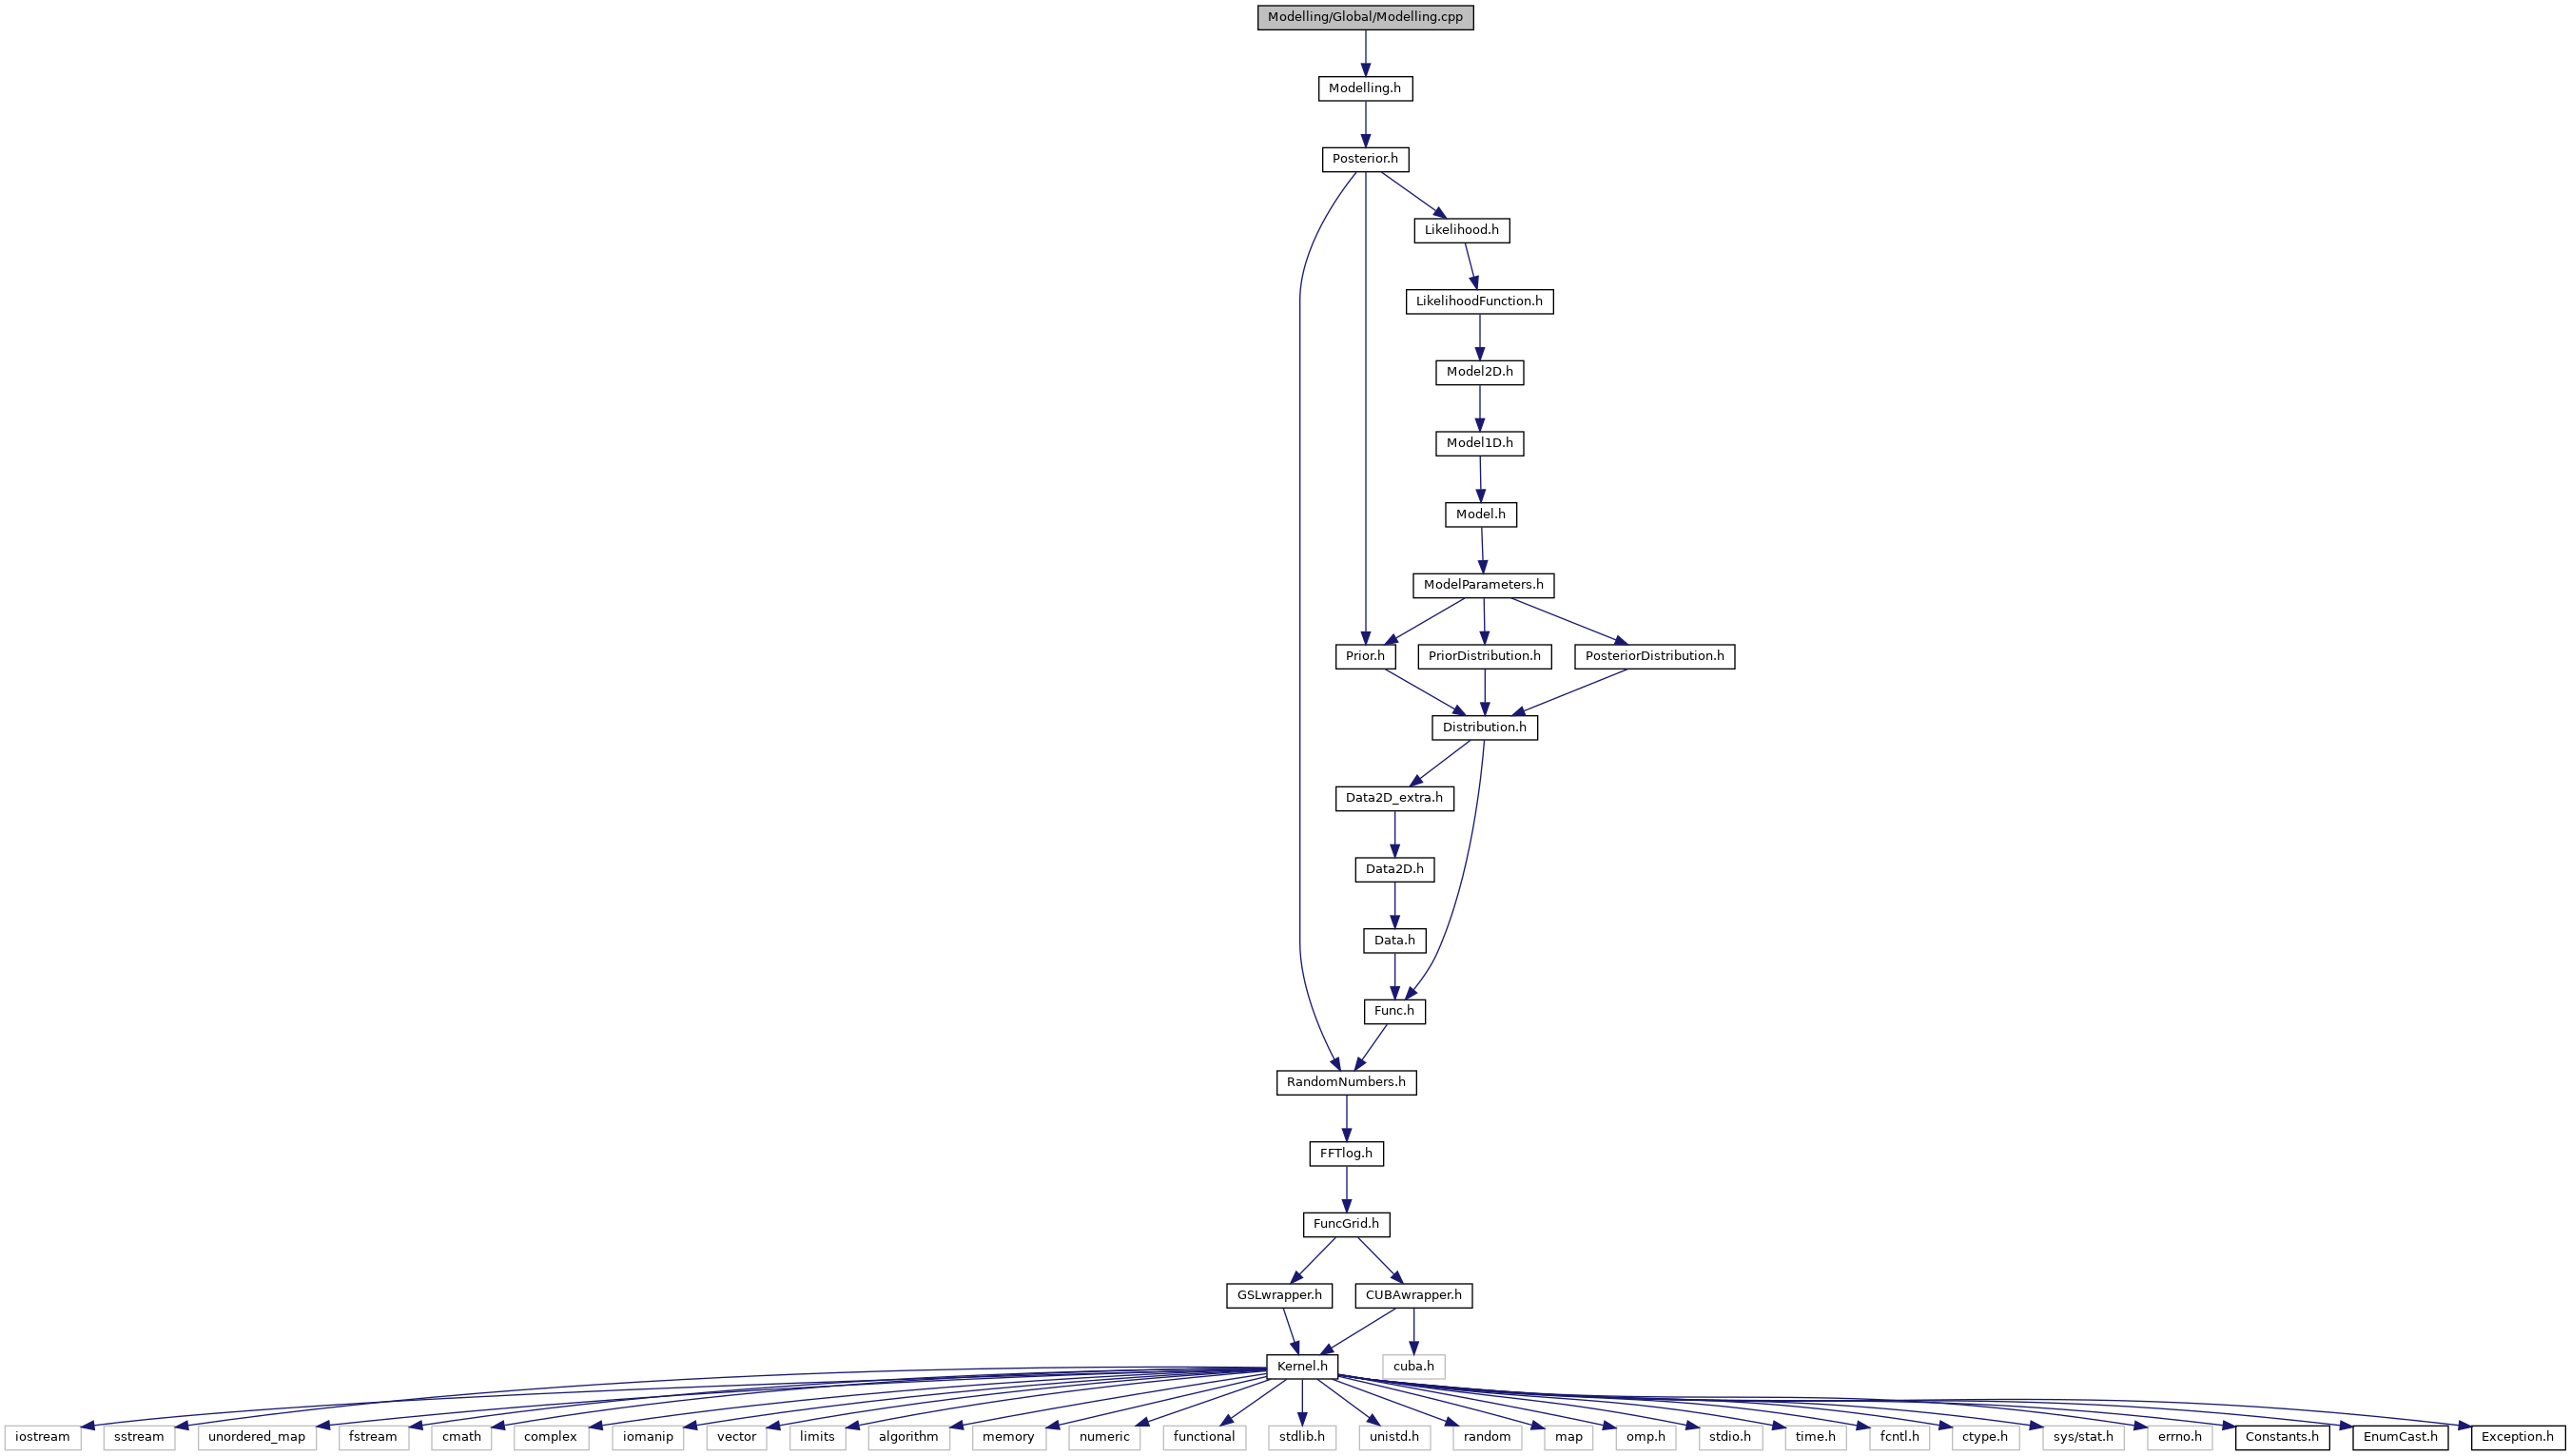 Modelling/Global/Modelling.cpp
Modelling.h
Posterior.h
Likelihood.h
LikelihoodFunction.h
Model2D.h
Model1D.h
Model.h
ModelParameters.h
Prior.h
PriorDistribution.h
PosteriorDistribution.h
Distribution.h
Data2D_extra.h
Data2D.h
Data.h
Func.h
RandomNumbers.h
FFTlog.h
FuncGrid.h
GSLwrapper.h
CUBAwrapper.h
Kernel.h
cuba.h
iostream
sstream
unordered_map
fstream
cmath
complex
iomanip
vector
limits
algorithm
memory
numeric
functional
stdlib.h
unistd.h
random
map
omp.h
stdio.h
time.h
fcntl.h
ctype.h
sys/stat.h
errno.h
Constants.h
EnumCast.h
Exception.h